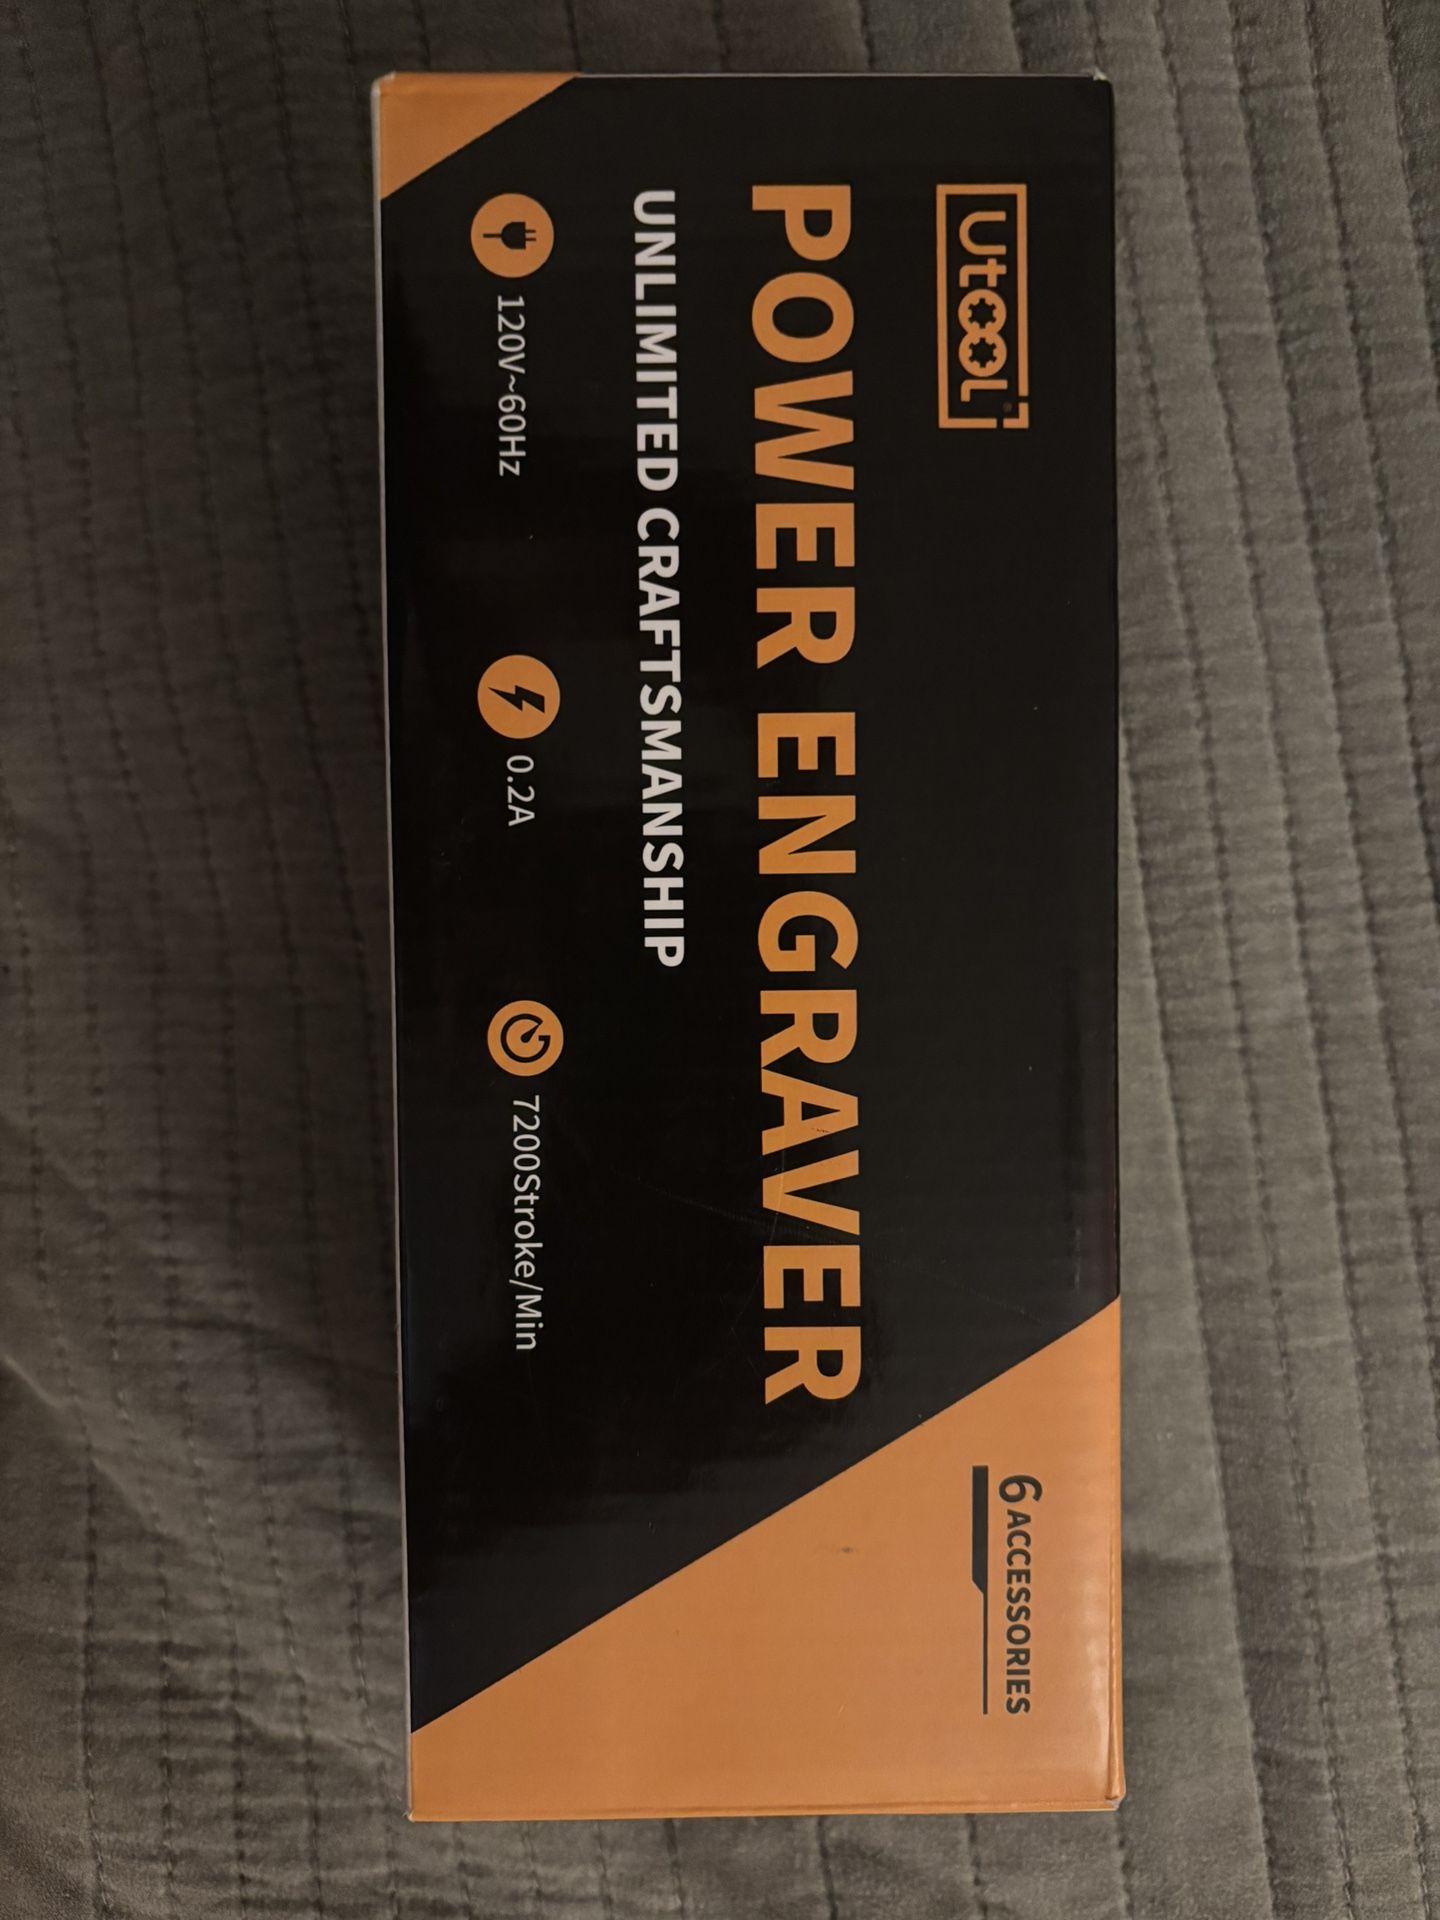 Utool®
POWER ENGRAVER
UNLIMITED CRAFTSMANSHIP
120V~60Hz
0.2A
7200Stroke/Min
6 ACCESSORIES